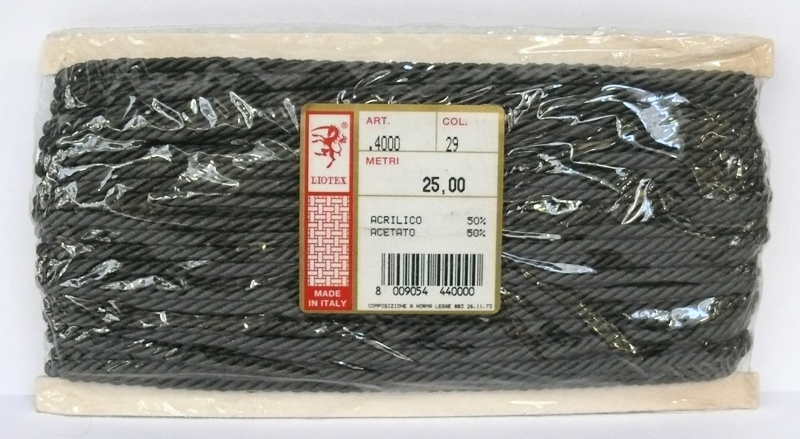 ®
LIOTEX
MADE
IN ITALY
ART. COL.
.4000 29
METRI
25,00
ACRILICO 50%
ACETATO 50%
8 009054 440000
COMPOSIZIONE A NORMA LEGGE 883 26.11.73